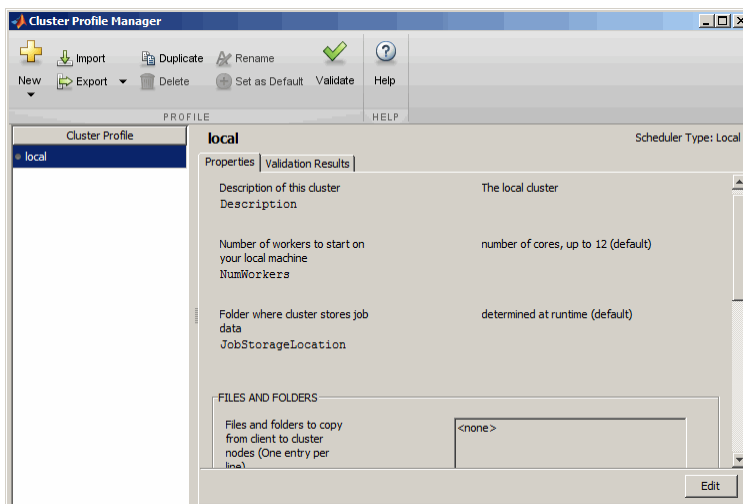 Cluster Profile Manager
New
Import
Export
Duplicate
Delete
Rename
Set as Default
Validate
Help
PROFILE
HELP
Cluster Profile
local
local
Scheduler Type: Local
Properties
Validation Results
Description of this cluster
Description
The local cluster
Number of workers to start on
your local machine
NumWorkers
number of cores, up to 12 (default)
Folder where cluster stores job
data
JobStorageLocation
determined at runtime (default)
FILES AND FOLDERS
Files and folders to copy
from client to cluster
nodes (One entry per
line)
<none>
Edit